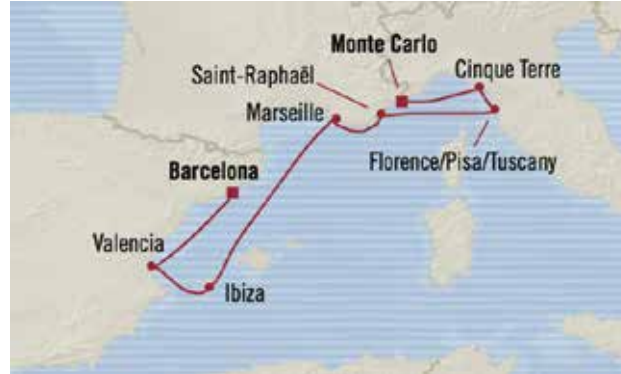 Monte Carlo
Cinque Terre
Saint-Raphaël
Marseille
Florence/Pisa/Tuscany
Barcelona
Valencia
Ibiza